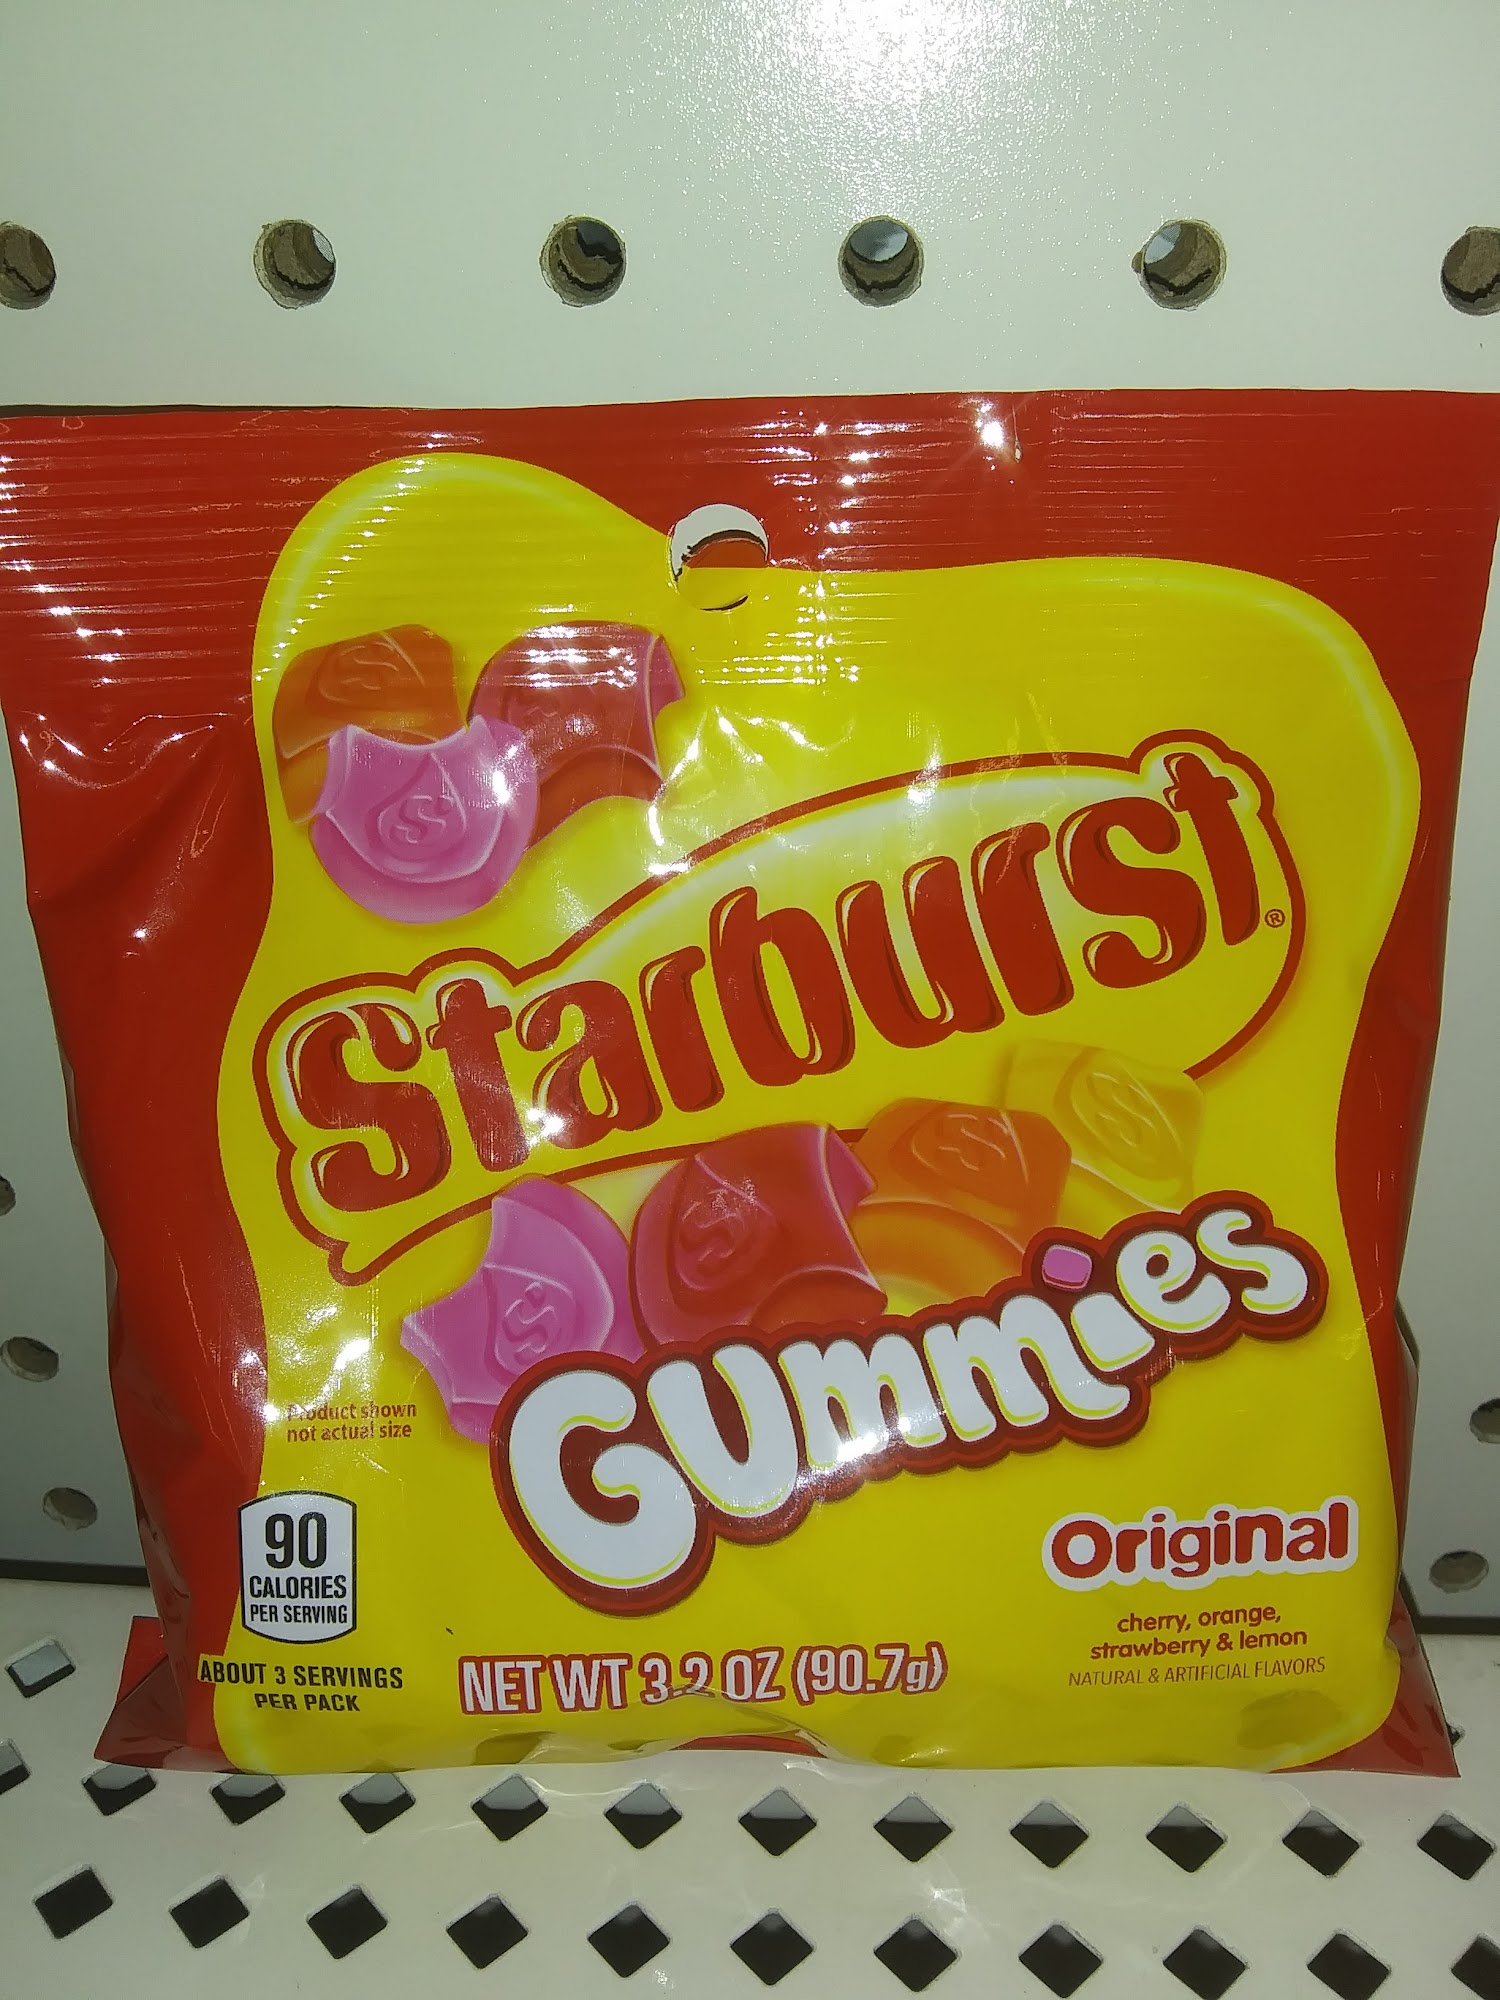 Starburst®
Gummies
Product shown
not actual size
90
CALORIES
PER SERVING
ABOUT 3 SERVINGS
PER PACK
NET WT 3.2 OZ (90.7g)
Original
cherry, orange,
strawberry & lemon
NATURAL & ARTIFICIAL FLAVORS